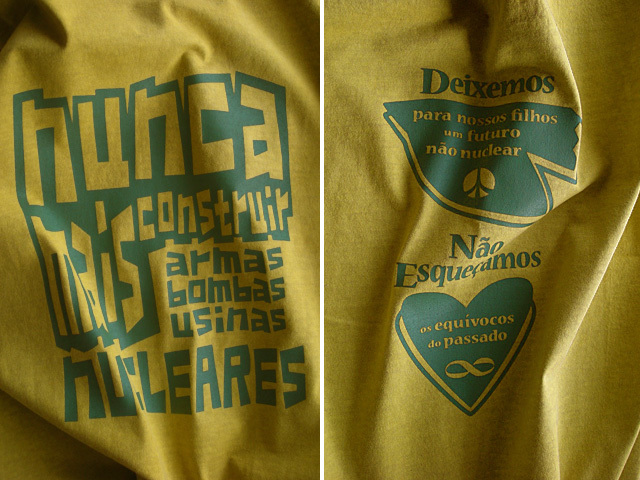 nunca
mais construir
armas
bombas
usinas
NUCLEARES
Deixemos
para nossos filhos
um futuro
não nuclear
Não
Esqueçamos
os equívocos
do passado